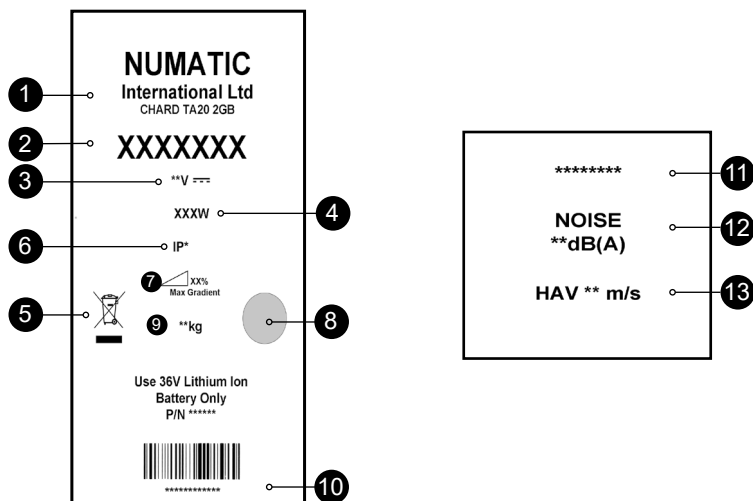 NUMATIC
International Ltd
CHARD TA20 2GB
1
2
XXXXXXX
3
**V
XXXW
4
6
IP*
7
XX%
Max Gradient
5
9
**kg
8
Use 36V Lithium Ion
Battery Only
P/N ******
************
10
********
11
NOISE
**dB(A)
12
HAV ** m/s
13